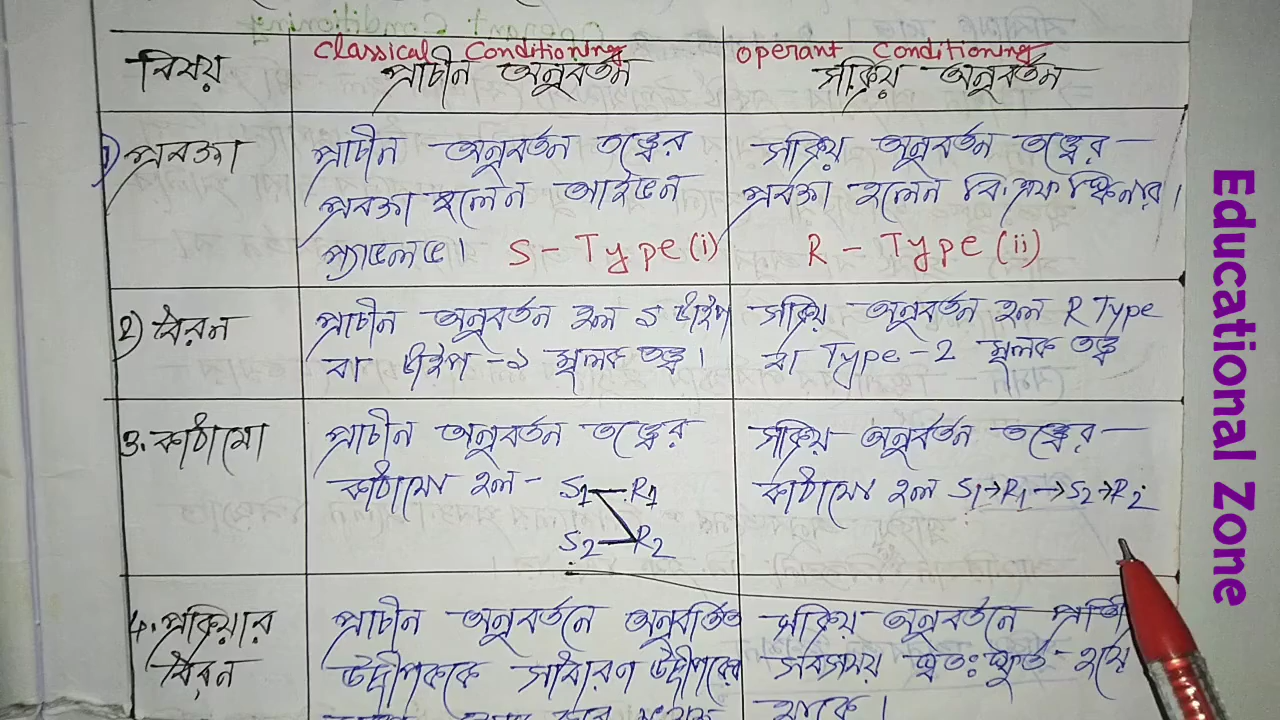 Classical Conditioning
operant Conditioning
বিষয়
প্রাচীন অনুবর্তন
সক্রিয় অনুবর্তন
১) প্রবক্তা
প্রাচীন অনুবর্তন তত্ত্বের
প্রবক্তা হলেন আইভন
প্যাভলভ। S - Type (i)
সক্রিয় অনুবর্তন তত্ত্বের -
প্রবক্তা হলেন বি.এফ স্কিনার।
R - Type (ii)
2) ধরন
প্রাচীন অনুবর্তন হল S টাইপ
বা টাইপ -১ মূলক তত্ত্ব।
সক্রিয় অনুবর্তন হল R Type
বা Type - 2 মূলক তত্ত্ব
3. কাঠামো
প্রাচীন অনুবর্তন তত্ত্বের
কাঠামো হল - S1 - R1
S2 - R2
সক্রিয় অনুবর্তন তত্ত্বের -
কাঠামো হল S1→R1→S2→R2
4. প্রক্রিয়ার
ধরন
প্রাচীন অনুবর্তনে অনুবর্তিত
উদ্দীপককে সাধারণ উদ্দীপকের
সক্রিয় অনুবর্তনে
সবসময় স্বতঃস্ফূর্ত হয়ে
থাকে।
Educational Zone